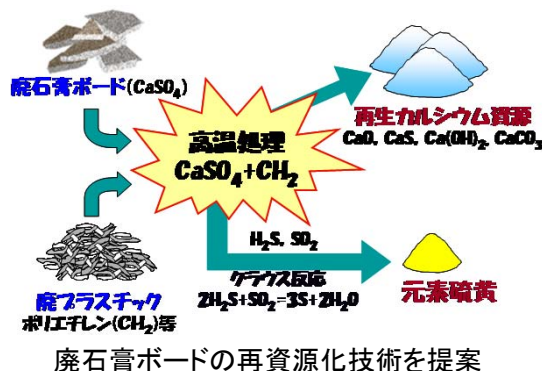 廃石膏ボード(CaSO₄)
高温処理
CaSO₄+CH₂
再生カルシウム資源
CaO, CaS, Ca(OH)₂, CaCO₃
廃プラスチック
ポリエチレン(CH₂)等
H₂S, SO₂
クラウス反応
2H₂S+SO₂=3S+2H₂O
元素硫黄
廃石膏ボードの再資源化技術を提案